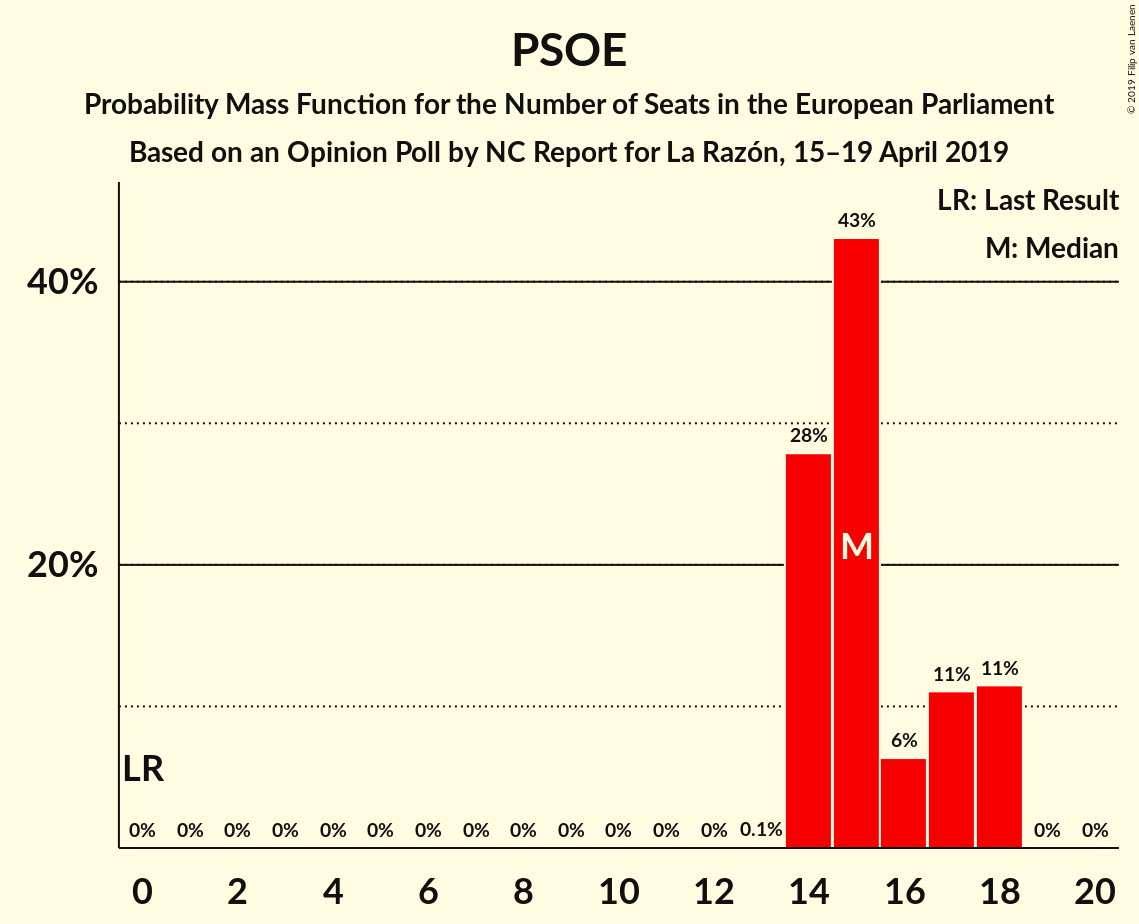 PSOE
Probability Mass Function for the Number of Seats in the European Parliament
Based on an Opinion Poll by NC Report for La Razón, 15–19 April 2019
© 2019 Filip van Laenen
LR: Last Result
M: Median
43%
40%
28%
M
20%
11% 11%
6%
LR
0% 0% 0% 0% 0% 0% 0% 0% 0% 0% 0% 0% 0% 0.1% 0% 0%
0 2 4 6 8 10 12 14 16 18 20